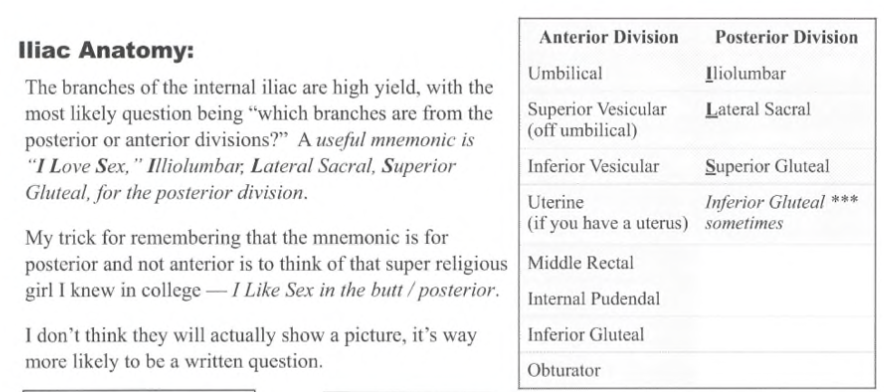 Iliac Anatomy:
The branches of the internal iliac are high yield, with the
most likely question being “which branches are from the
posterior or anterior divisions?” A useful mnemonic is
“I Love Sex,” Illiolumbar, Lateral Sacral, Superior
Gluteal, for the posterior division.
My trick for remembering that the mnemonic is for
posterior and not anterior is to think of that super religious
girl I knew in college — I Like Sex in the butt / posterior.
I don’t think they will actually show a picture, it’s way
more likely to be a written question.
Anterior Division Posterior Division
Umbilical Iliolumbar
Superior Vesicular Lateral Sacral
(off umbilical)
Inferior Vesicular Superior Gluteal
Uterine Inferior Gluteal ***
(if you have a uterus) sometimes
Middle Rectal
Internal Pudendal
Inferior Gluteal
Obturator